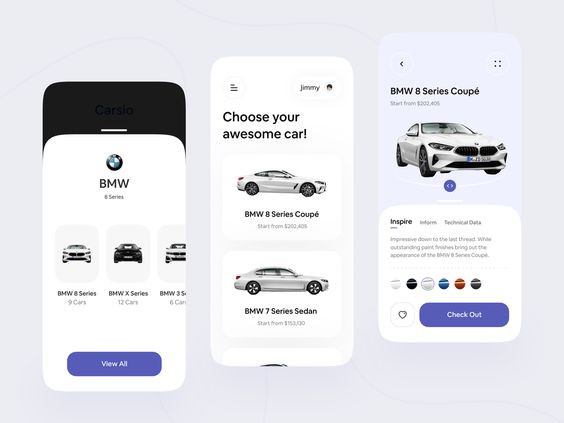 Carsio
BMW
8 Series
BMW 8 Series
9 Cars
BMW X Series
12 Cars
BMW 3 S
6 Car
View All
Jimmy
Choose your
awesome car!
BMW 8 Series Coupé
Start from $202,405
BMW 7 Series Sedan
Start from $153,130
BMW 8 Series Coupé
Start from $202,405
Inspire
Inform
Technical Data
Impressive down to the last thread. While
outstanding paint finishes bring out the
appearance of the BMW 8 Series Coupé.
Check Out